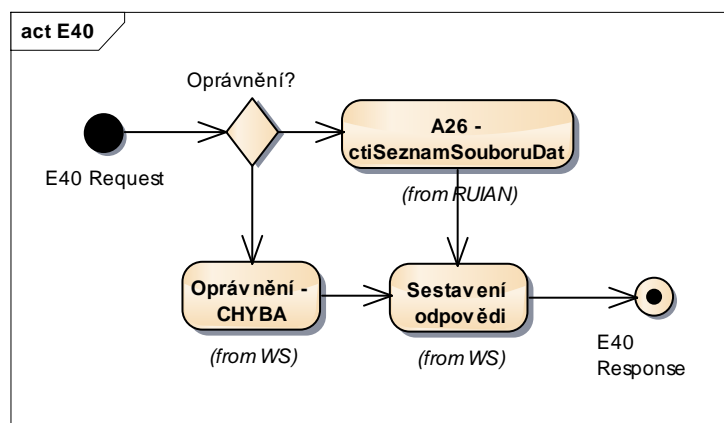 act E40
Oprávnění?
A26 -
ctiSeznamSouboruDat
E40 Request
(from RUIAN)
Oprávnění -
CHYBA
Sestavení
odpovědi
(from WS)
(from WS)
E40
Response